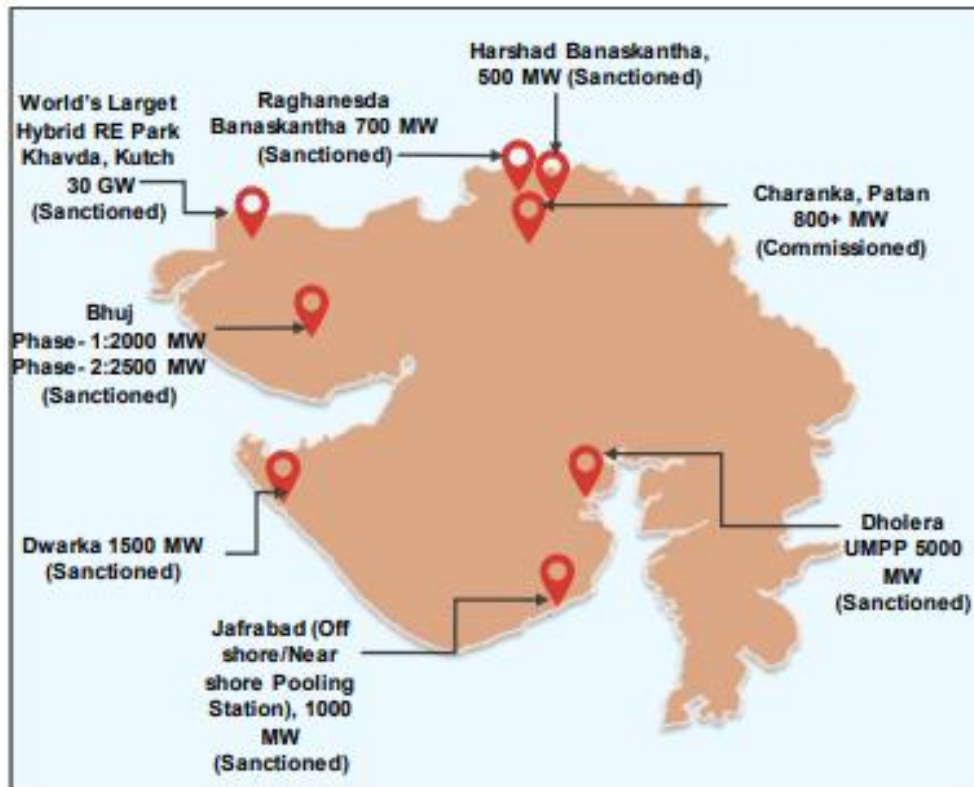 Harshad Banaskantha,
500 MW (Sanctioned)
Raghanesda
Banaskantha 700 MW
(Sanctioned)
World's Larget
Hybrid RE Park
Khavda, Kutch
30 GW
(Sanctioned)
Charanka, Patan
800+ MW
(Commissioned)
Bhuj
Phase- 1:2000 MW
Phase- 2:2500 MW
(Sanctioned)
Dwarka 1500 MW
(Sanctioned)
Dholera
UMPP 5000
MW
(Sanctioned)
Jafrabad (Off
shore/Near
shore Pooling
Station), 1000
MW
(Sanctioned)